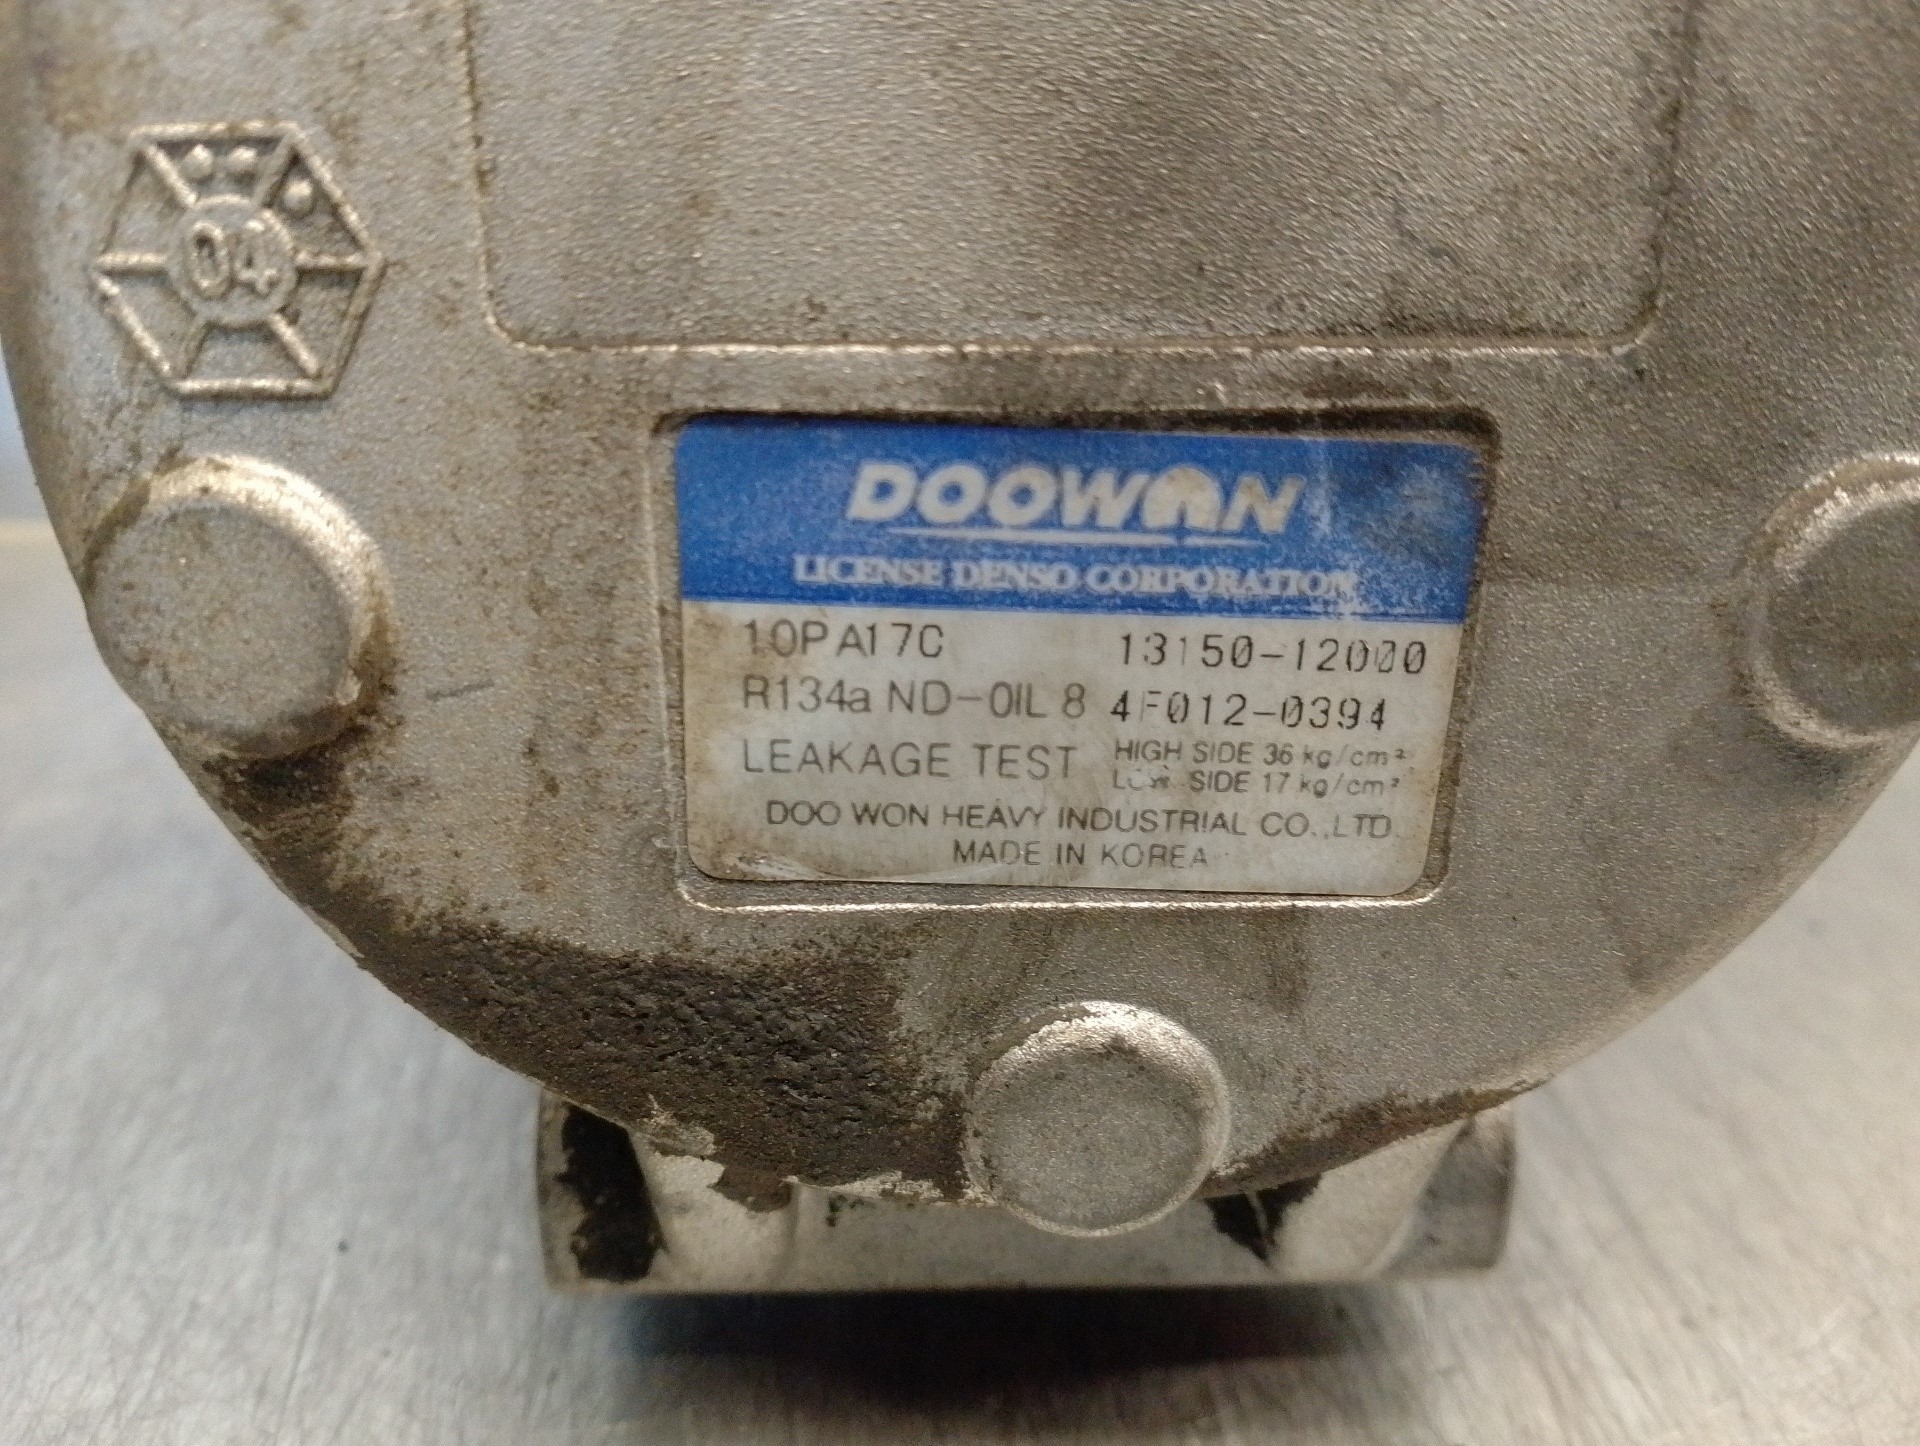 04
DOOWON
LICENSE DENSO CORPORATION
10PA17C 13150-12000
R134a ND-OIL 8 4F012-0394
LEAKAGE TEST HIGH SIDE 36 kg/cm²
LOW SIDE 17 kg/cm²
DOO WON HEAVY INDUSTRIAL CO.,LTD.
MADE IN KOREA